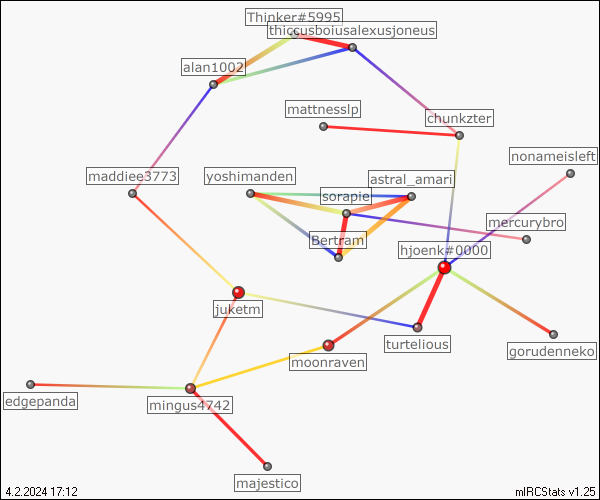 Thinker#5995
thiccusboiusalexusjoneus
alan1002
mattnesslp
chunkzter
nonameisleft
maddiee3773
yoshimanden
astral_amari
sorapie
mercurybro
Bertram
hjoenk#0000
juketm
turtelious
gorudenneko
moonraven
edgepanda
mingus4742
majestico
4.2.2024 17:12
mIRCStats v1.25